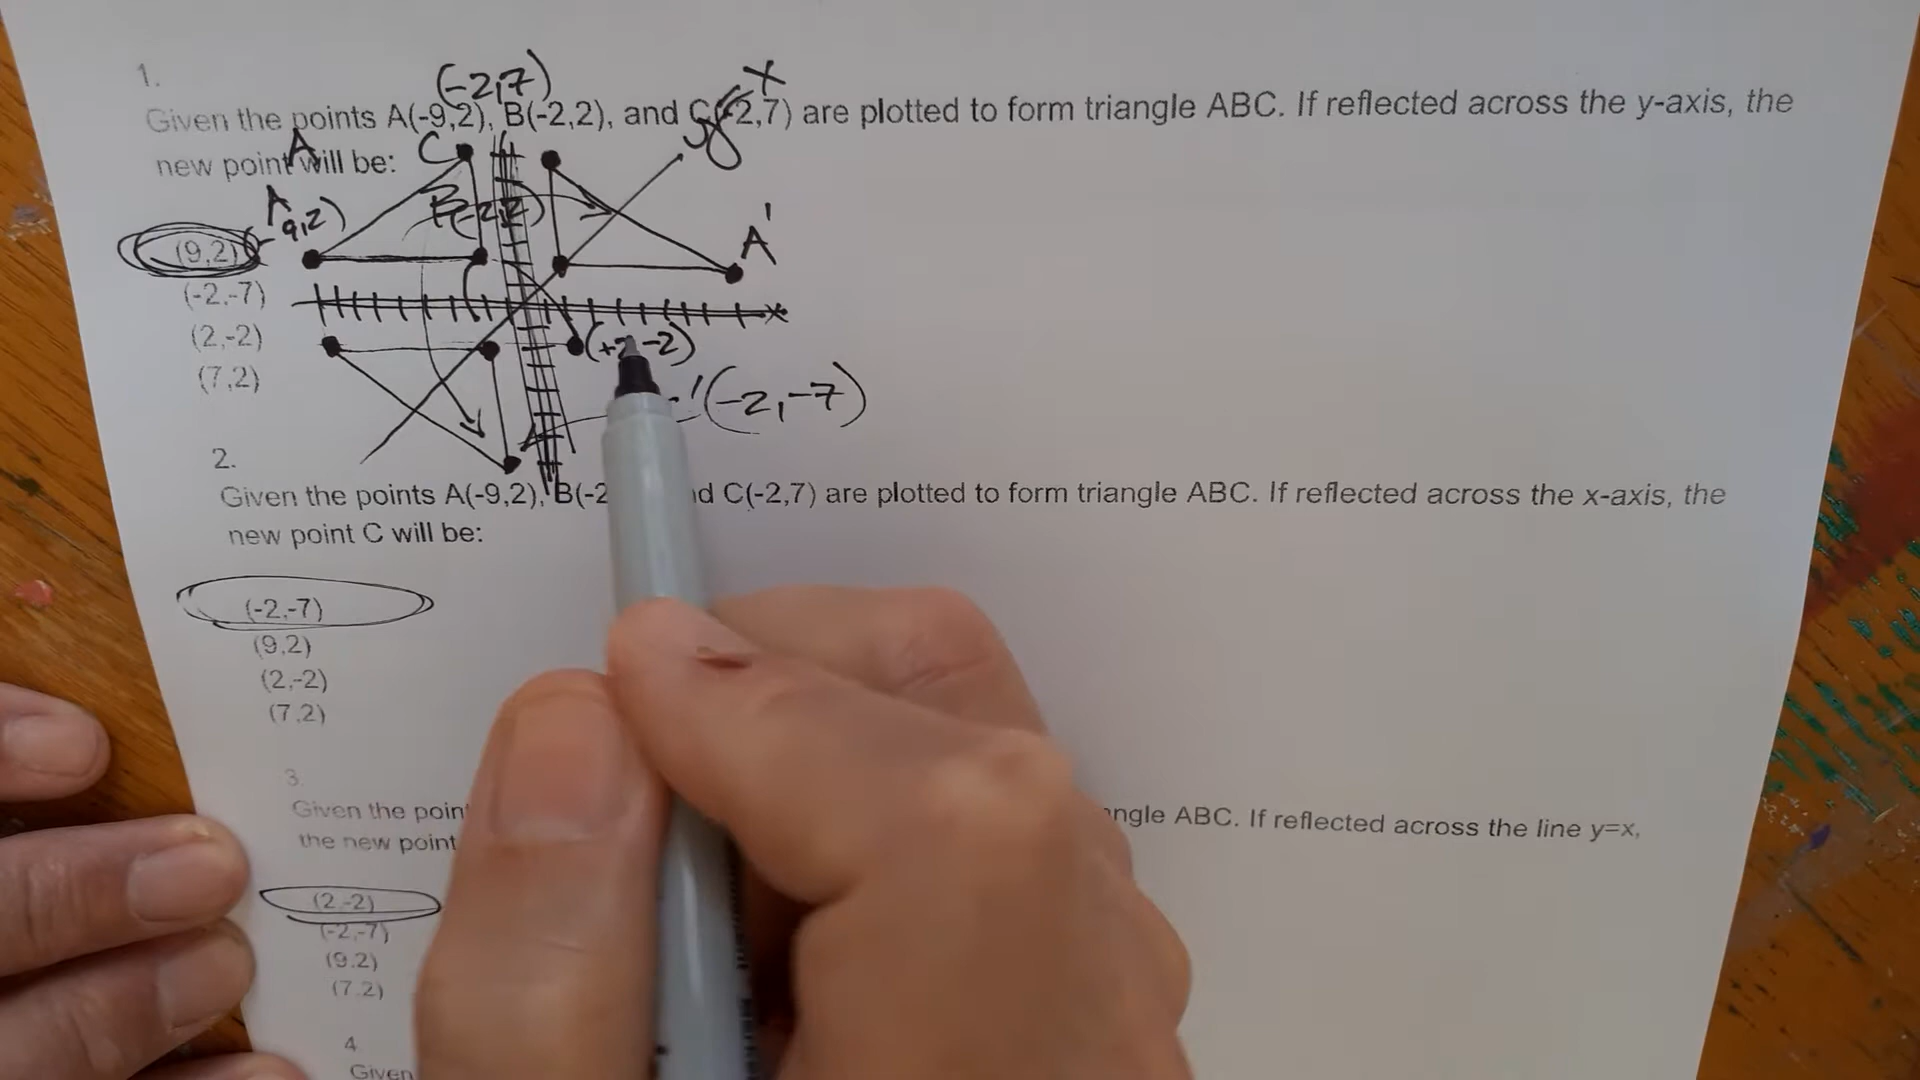 1.
(-2,7) X
Given the points A(-9,2), B(-2,2), and C(-2,7) are plotted to form triangle ABC. If reflected across the y-axis, the
A C
new point will be:
A B(-2,2) A'
(9,2) (-9,2)
(-2,-7) x
(2,-2) (+2,-2)
(7,2) '(-2,-7)
2.
Given the points A(-9,2), B(-2 C(-2,7) are plotted to form triangle ABC. If reflected across the x-axis, the
new point C will be:
(-2,-7)
(9,2)
(2,-2)
(7,2)
3.
Given the ABC. If reflected across the line y=x,
the new point
(2,-2)
(-2,-7)
(9,2)
(7,2)
4
Given